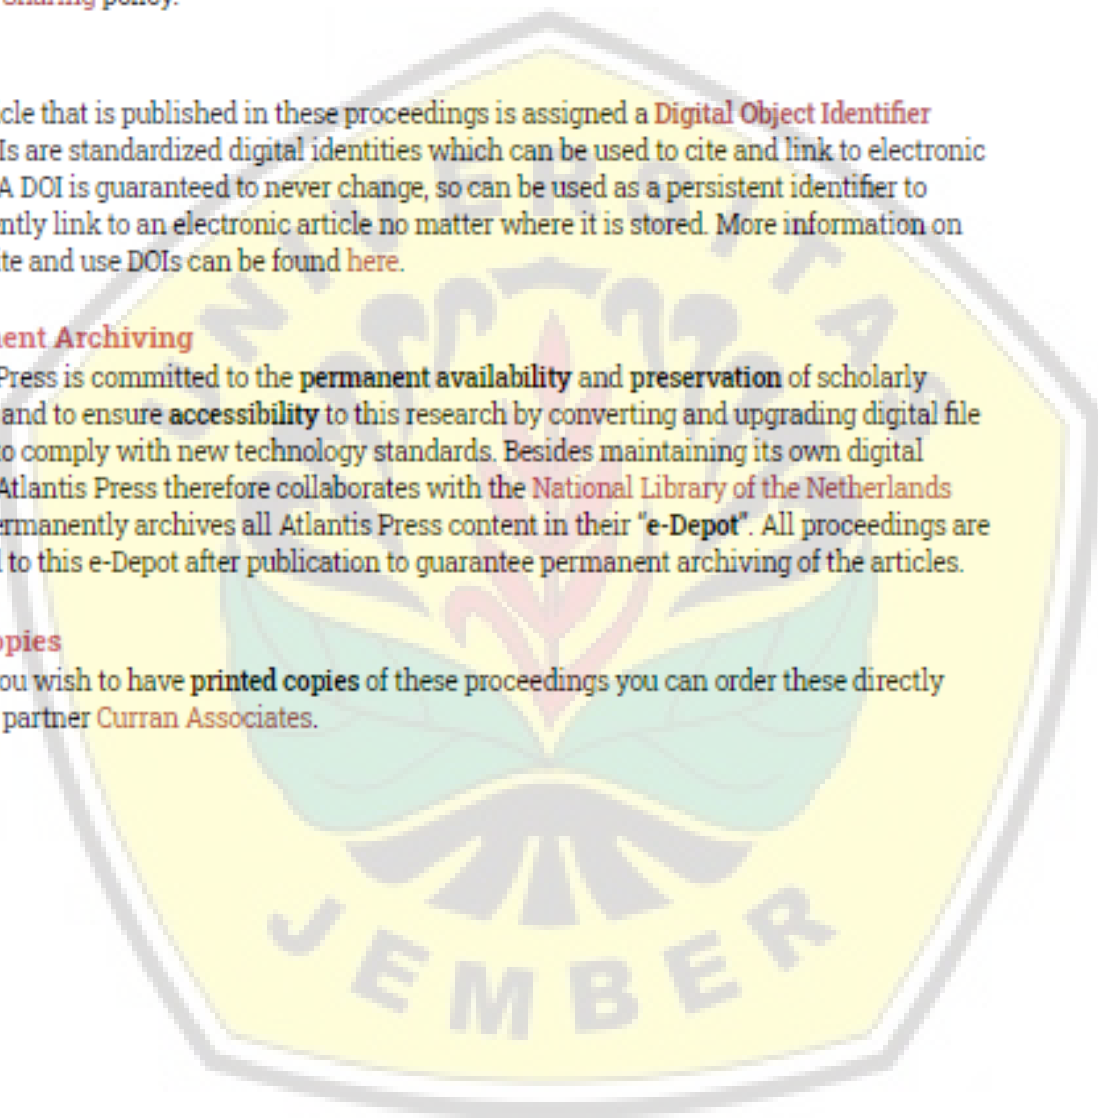 Sharing policy.
cle that is published in these proceedings is assigned a Digital Object Identifier
Is are standardized digital identities which can be used to cite and link to electronic
A DOI is guaranteed to never change, so can be used as a persistent identifier to
ntly link to an electronic article no matter where it is stored. More information on
ite and use DOIs can be found here.
nent Archiving
Press is committed to the permanent availability and preservation of scholarly
and to ensure accessibility to this research by converting and upgrading digital file
to comply with new technology standards. Besides maintaining its own digital
Atlantis Press therefore collaborates with the National Library of the Netherlands
ermanently archives all Atlantis Press content in their "e-Depot". All proceedings are
l to this e-Depot after publication to guarantee permanent archiving of the articles.
opies
ou wish to have printed copies of these proceedings you can order these directly
partner Curran Associates.
UNIVERSITAS
JEMBER